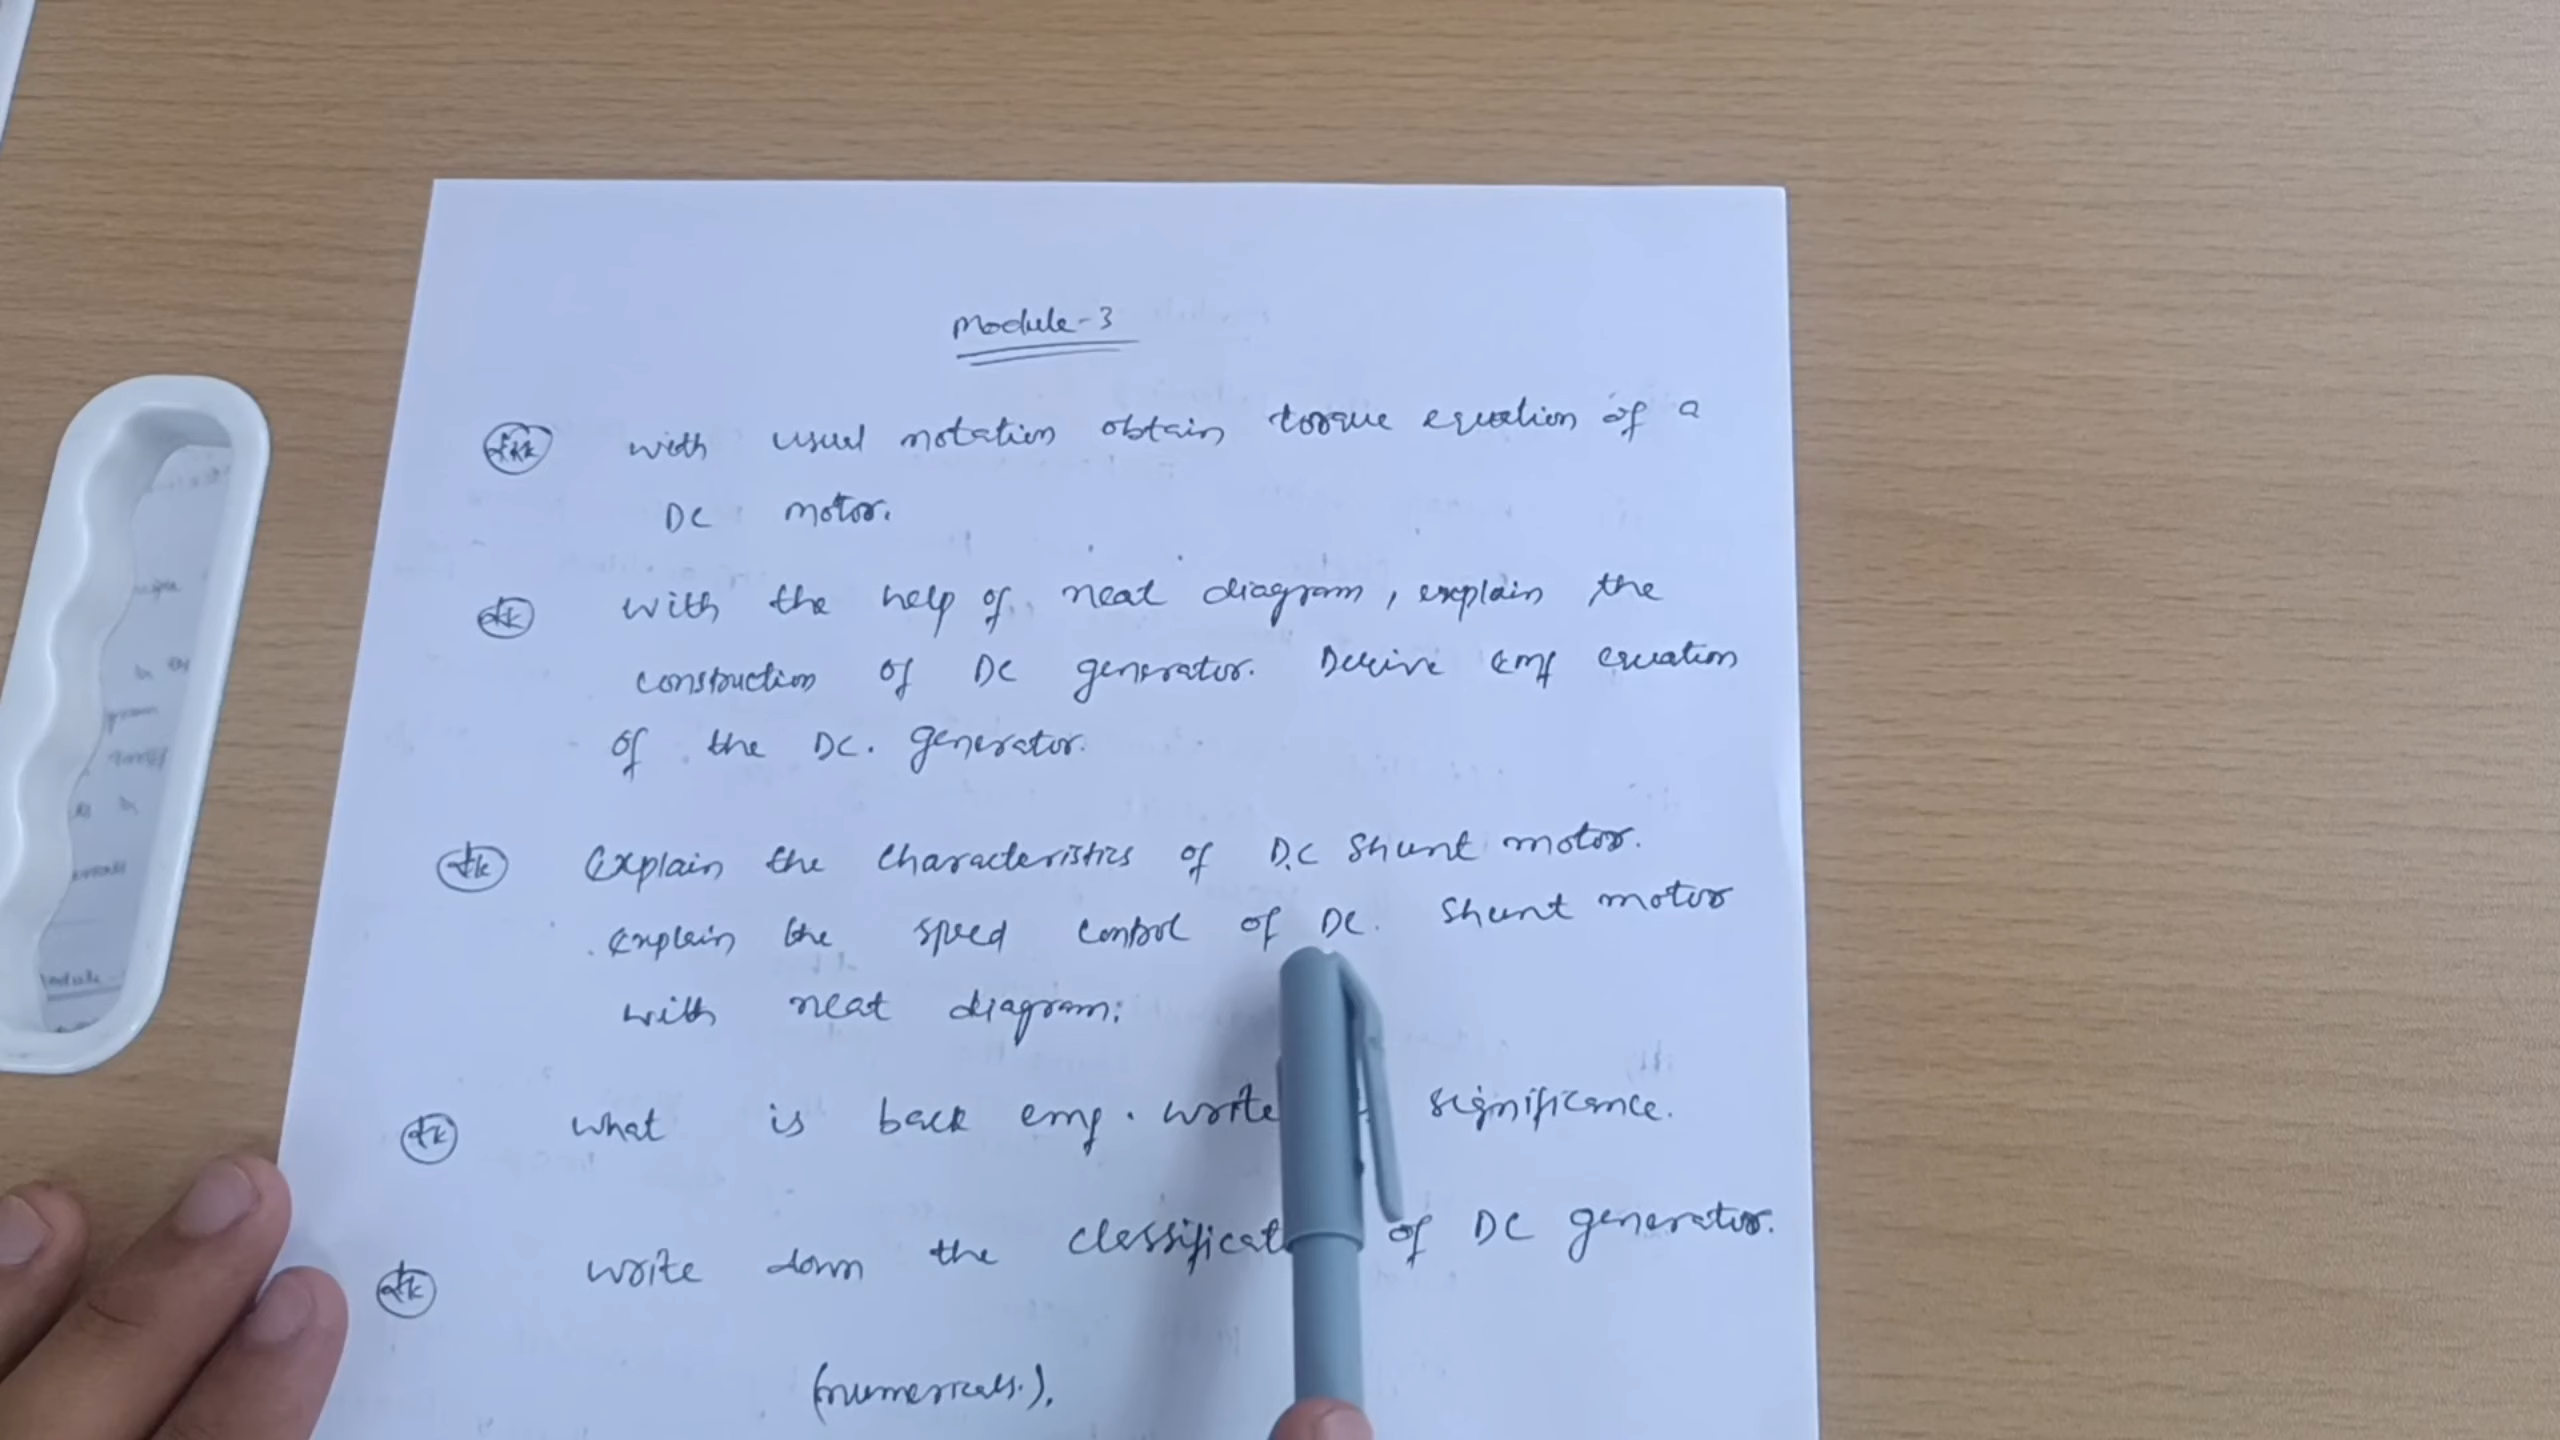 Module-3
with usual notation obtain torque equation of a
DC motor.
With the help of neat diagram, explain the
construction of DC generator. Derive emf equation
of the DC. generator.
Explain the characteristics of D.C Shunt motor.
explain the speed control of DC. Shunt motor
with neat diagram.
What is back emf. write significance.
write down the of DC generator.
(numericals.).